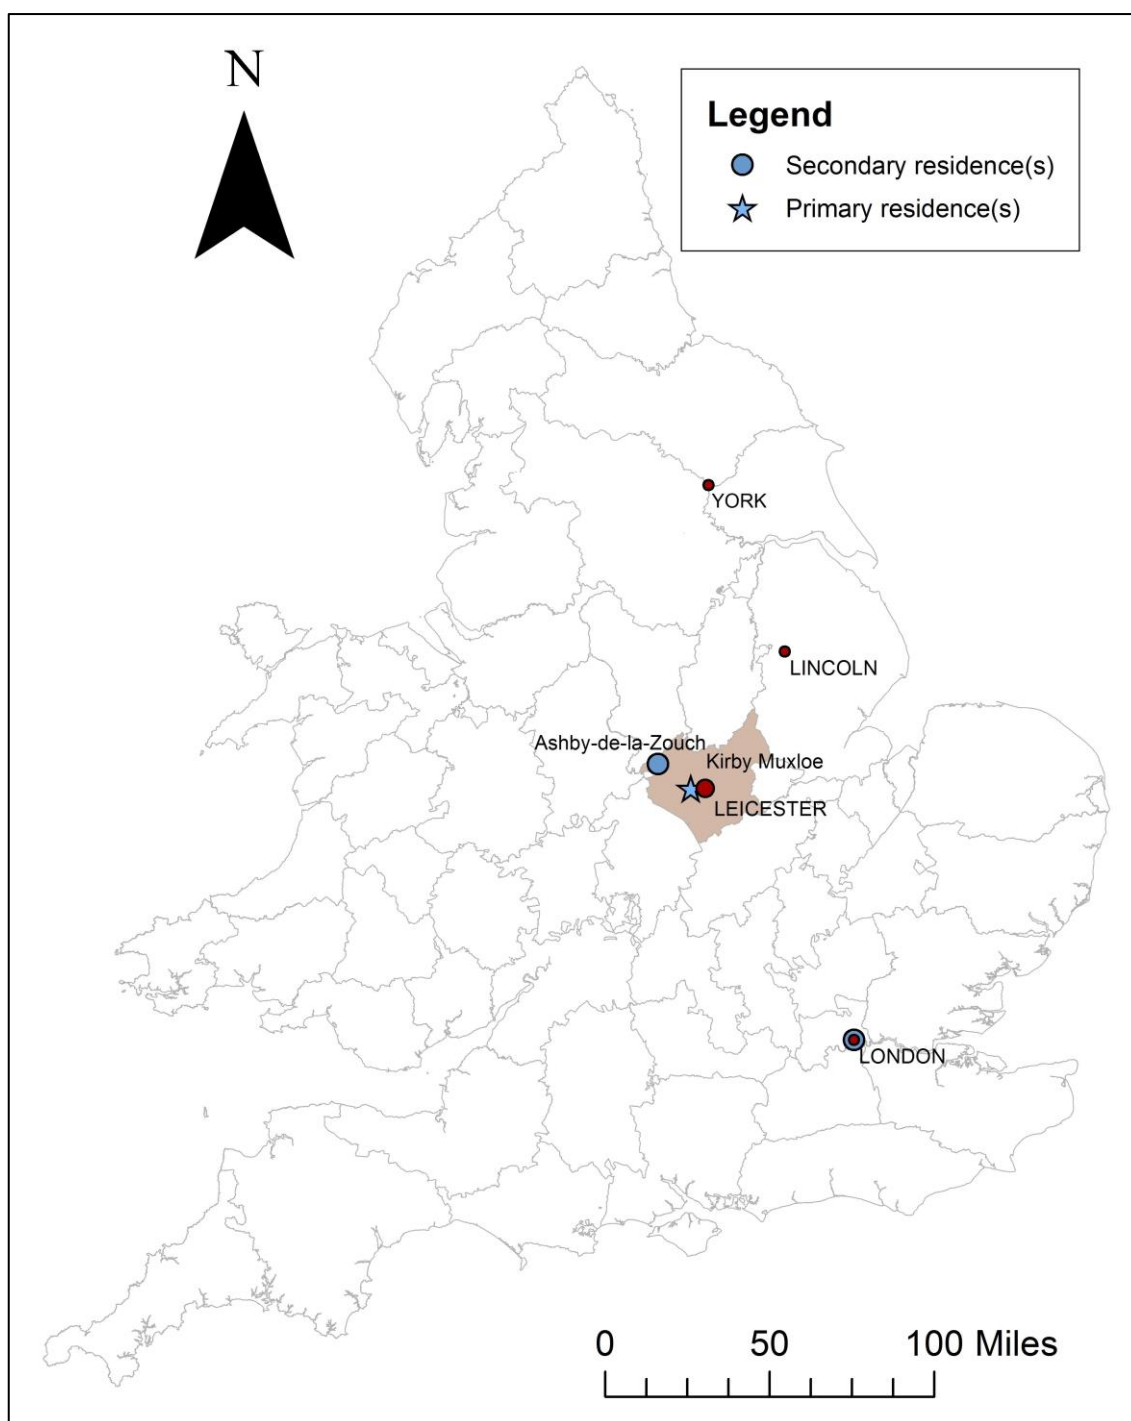 N
Legend
Secondary residence(s)
Primary residence(s)
YORK
LINCOLN
Ashby-de-la-Zouch
Kirby Muxloe
LEICESTER
LONDON
0 50 100 Miles